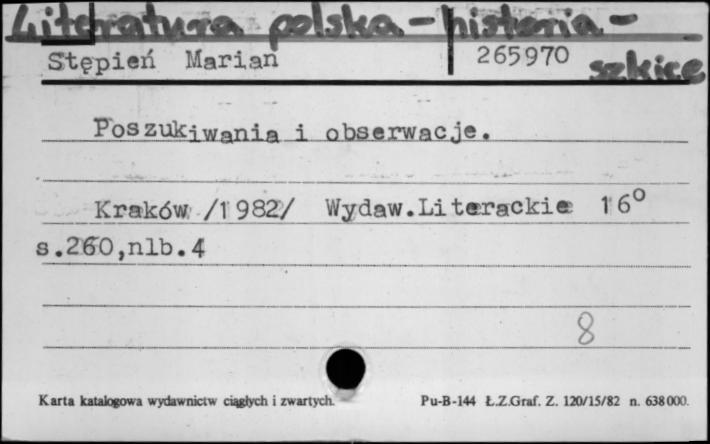 Literatura polska - historia -
szkice
Stępień Marian 265970
Poszukiwania i obserwacje.
Kraków /1982/ Wydaw.Literackie 16°
s.260,nlb.4
8
Karta katalogowa wydawnictw ciągłych i zwartych. Pu-B-144 Ł.Z.Graf. Z. 120/15/82 n. 638000.